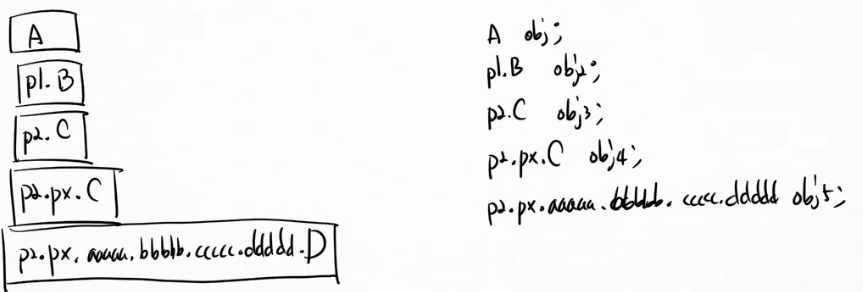 A
p1.B
p2.C
p2.px.C
p2.px.aaaaa.bbbbb.ccccc.ddddd.D
A obj;
p1.B obj2;
p2.C obj3;
p2.px.C obj4;
p2.px.aaaaa.bbbbb.cccc.ddddd obj5;